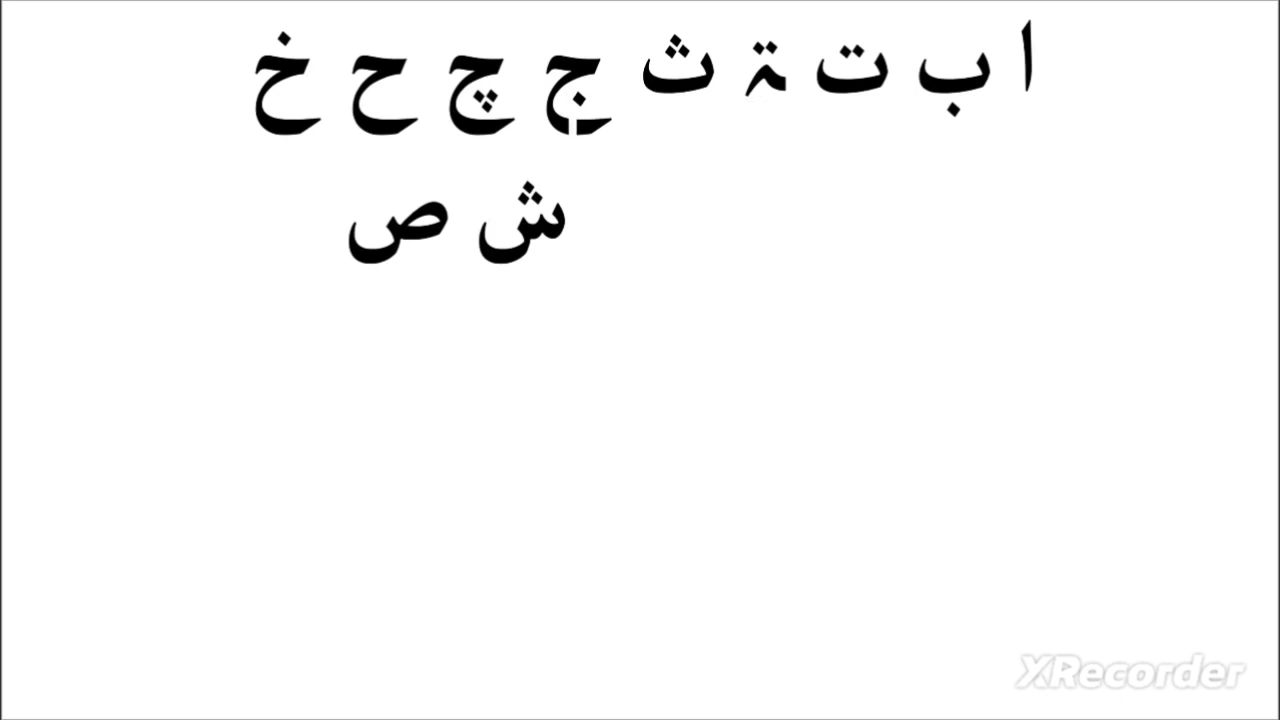 ا ب ت ة ث ج چ ح خ
ش ص
XRecorder